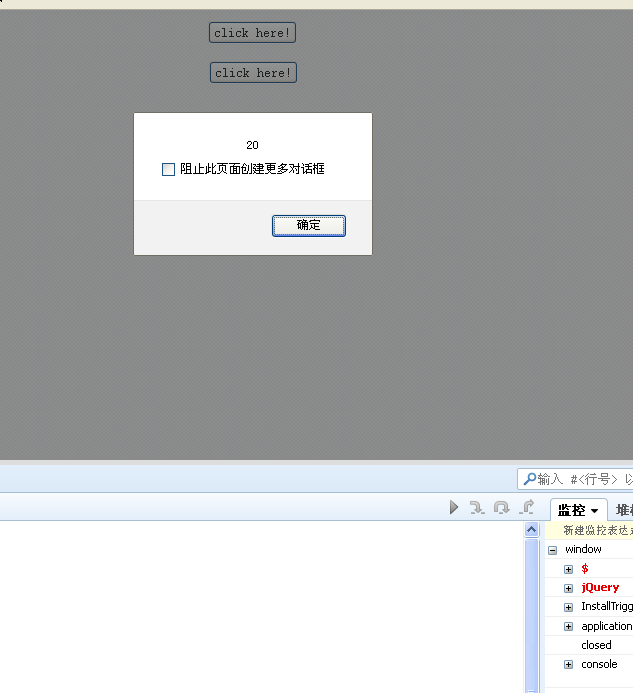 click here!
click here!
20
阻止此页面创建更多对话框
确定
输入 #<行号> 以
监控
堆
新建监控表达式
window
$
jQuery
InstallTrigg
application
closed
console